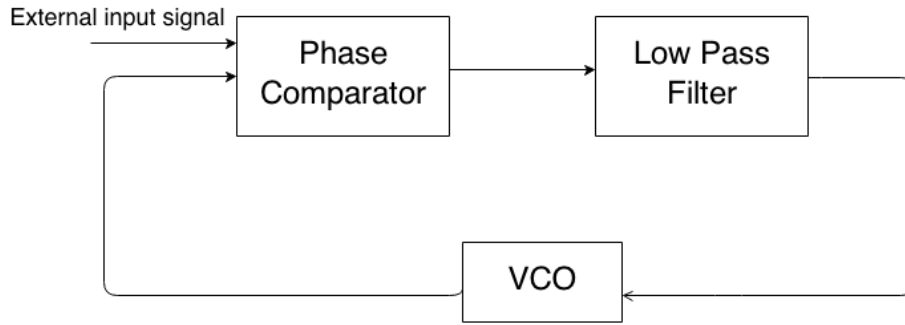 External input signal
Phase
Comparator
Low Pass
Filter
VCO